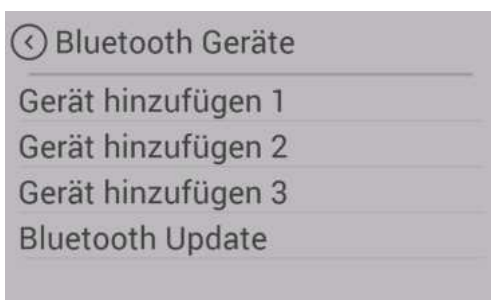 Bluetooth Geräte
Gerät hinzufügen 1
Gerät hinzufügen 2
Gerät hinzufügen 3
Bluetooth Update